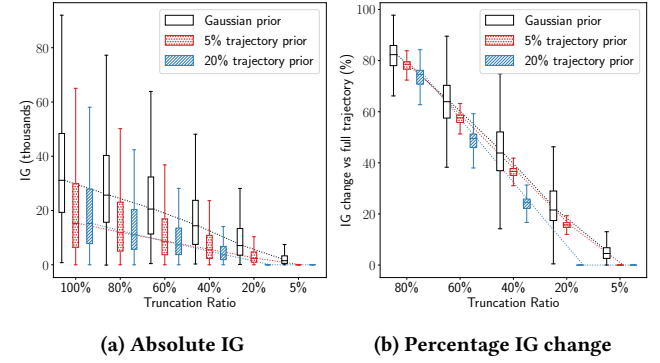 Gaussian prior
5% trajectory prior
20% trajectory prior
80
60
40
20
0
IG (thousands)
100% 80% 60% 40% 20% 5%
Truncation Ratio
(a) Absolute IG
Gaussian prior
5% trajectory prior
20% trajectory prior
100
80
60
40
20
0
IG change vs full trajectory (%)
80% 60% 40% 20% 5%
Truncation Ratio
(b) Percentage IG change